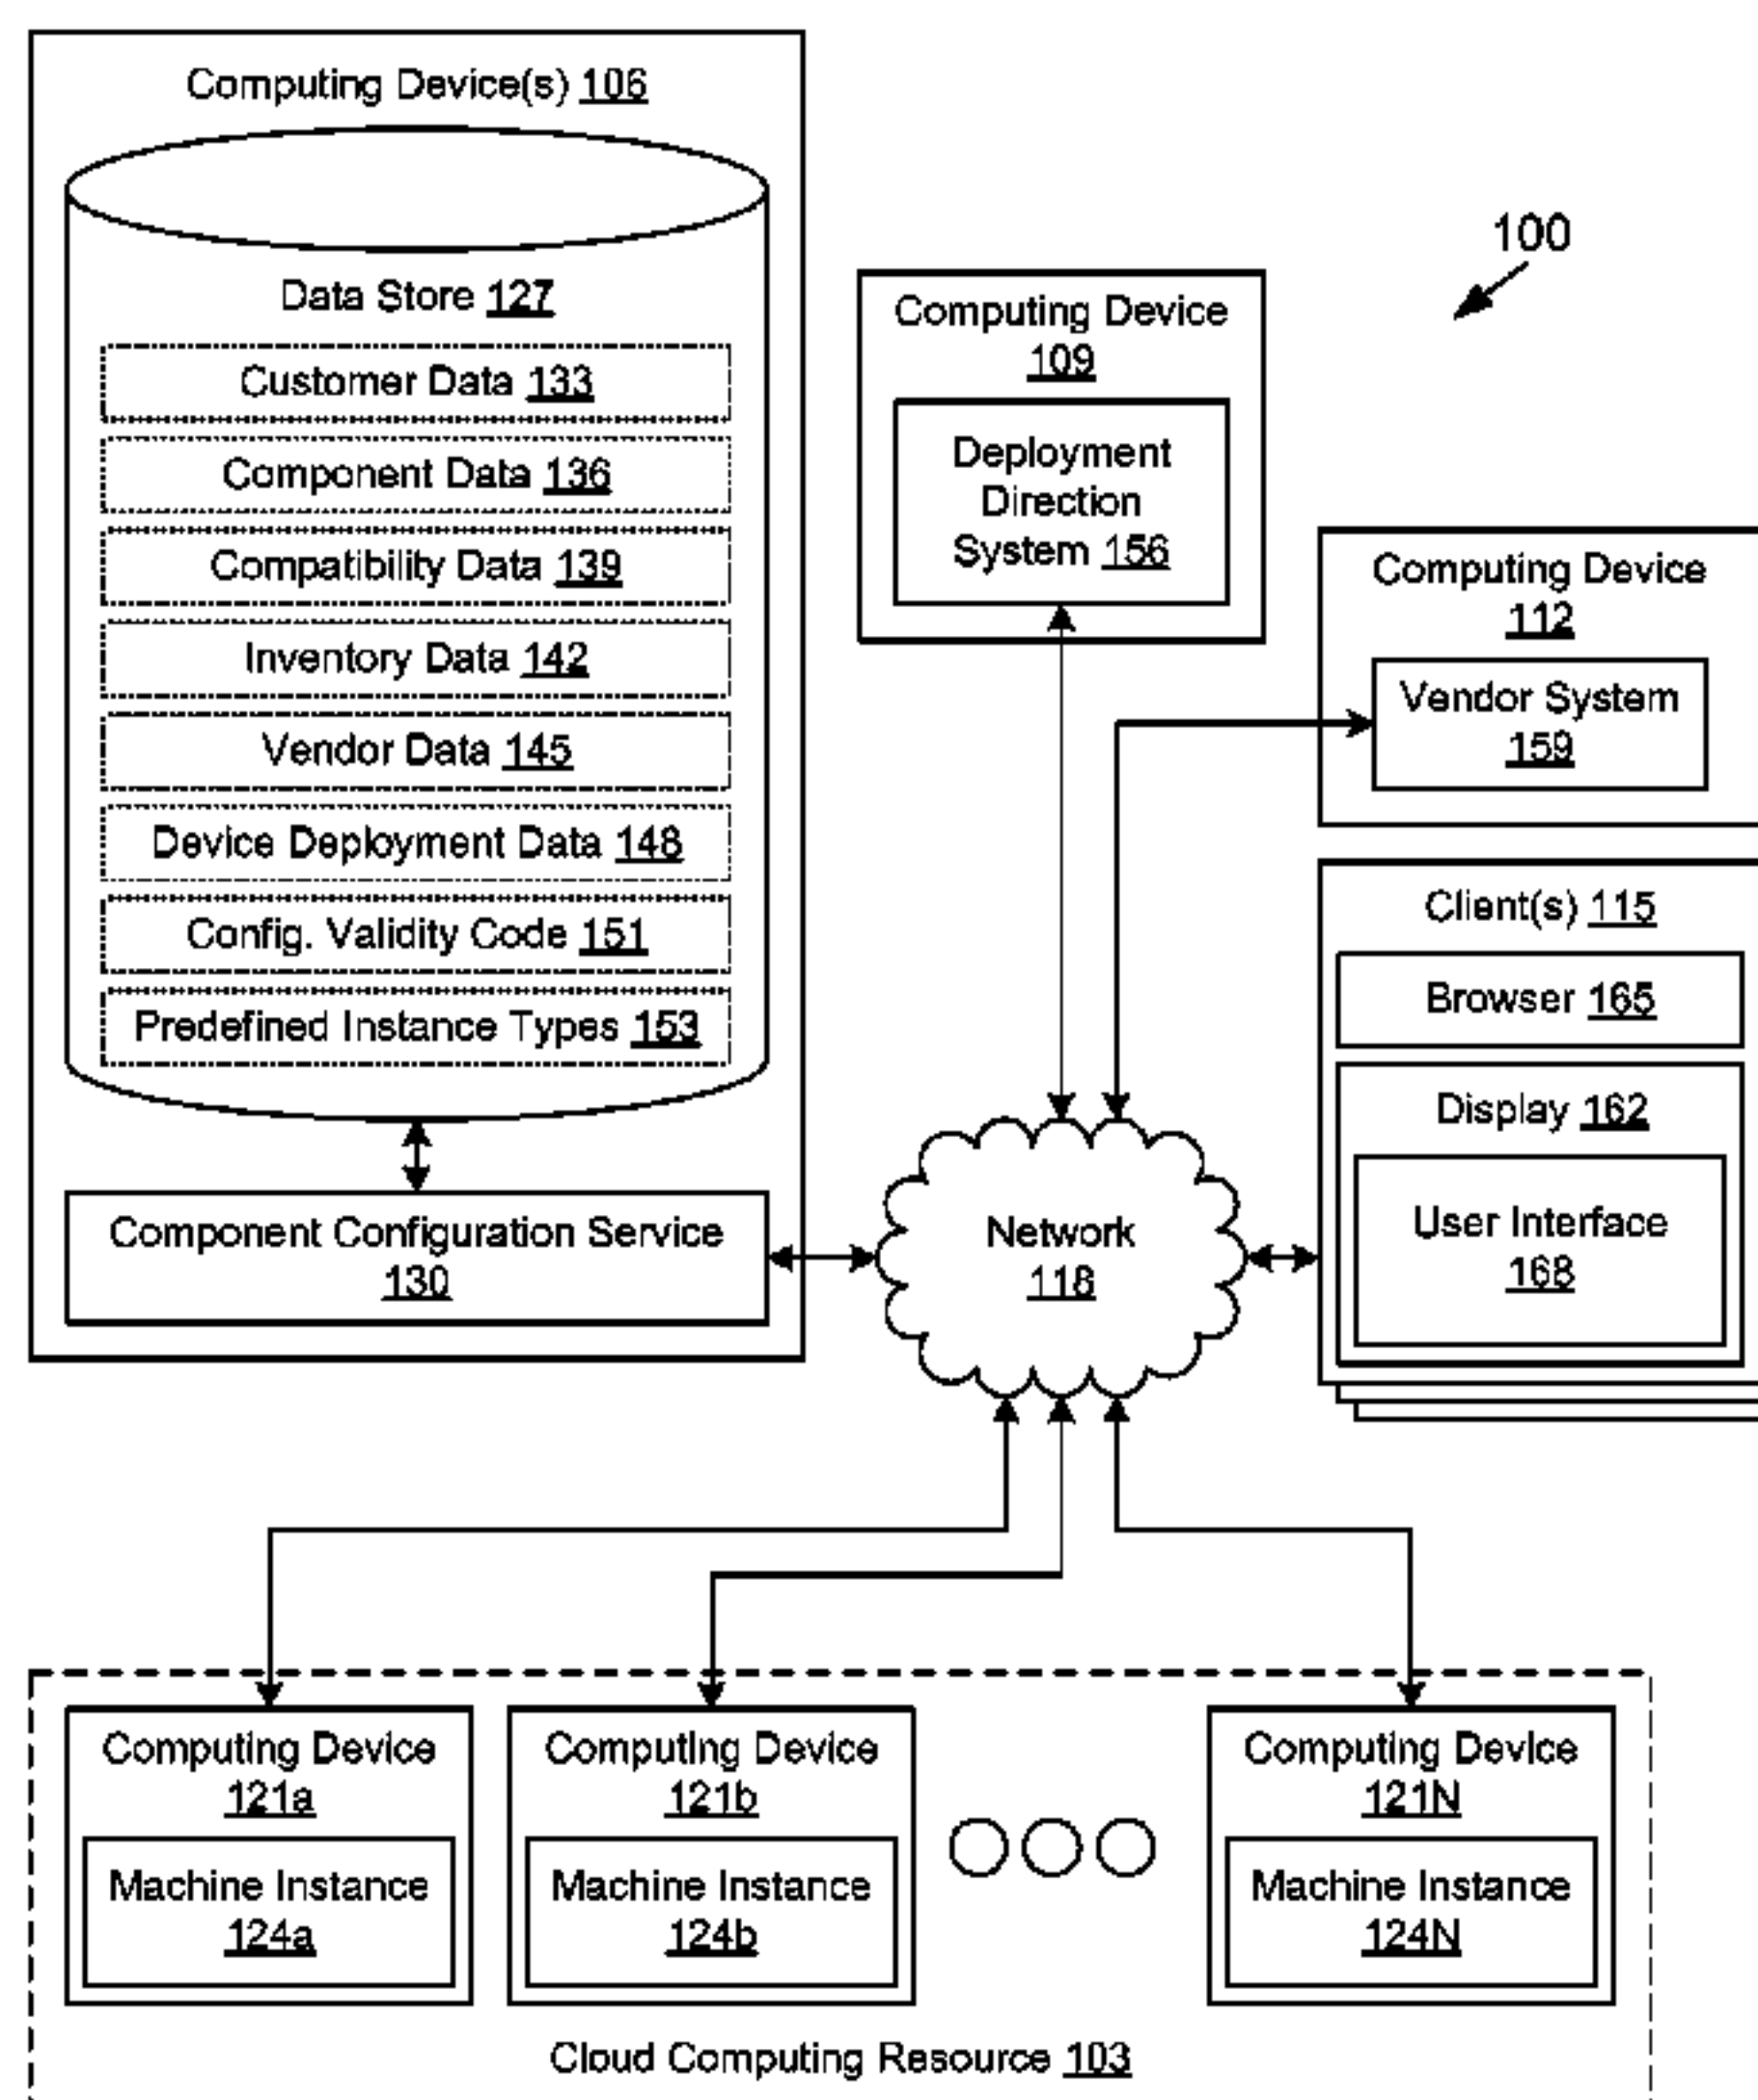 Computing Device(s) 106
Data Store 127
Customer Data 133
Component Data 136
Compatibility Data 139
Inventory Data 142
Vendor Data 145
Device Deployment Data 148
Config. Validity Code 151
Predefined Instance Types 153
Component Configuration Service
130
100
Computing Device
109
Deployment
Direction
System 156
Computing Device
112
Vendor System
159
Client(s) 115
Browser 165
Display 162
User Interface
168
Network
118
Computing Device
121a
Machine Instance
124a
Computing Device
121b
Machine Instance
124b
Computing Device
121N
Machine Instance
124N
Cloud Computing Resource 103